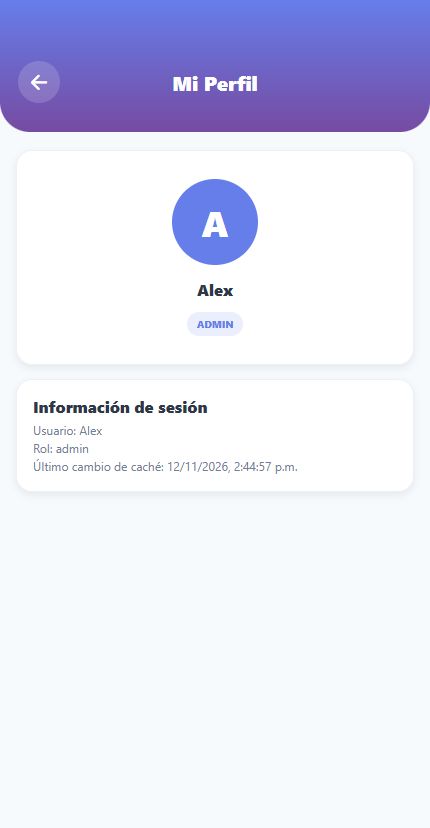 Mi Perfil
A
Alex
ADMIN
Información de sesión
Usuario: Alex
Rol: admin
Último cambio de caché: 12/11/2026, 2:44:57 p.m.